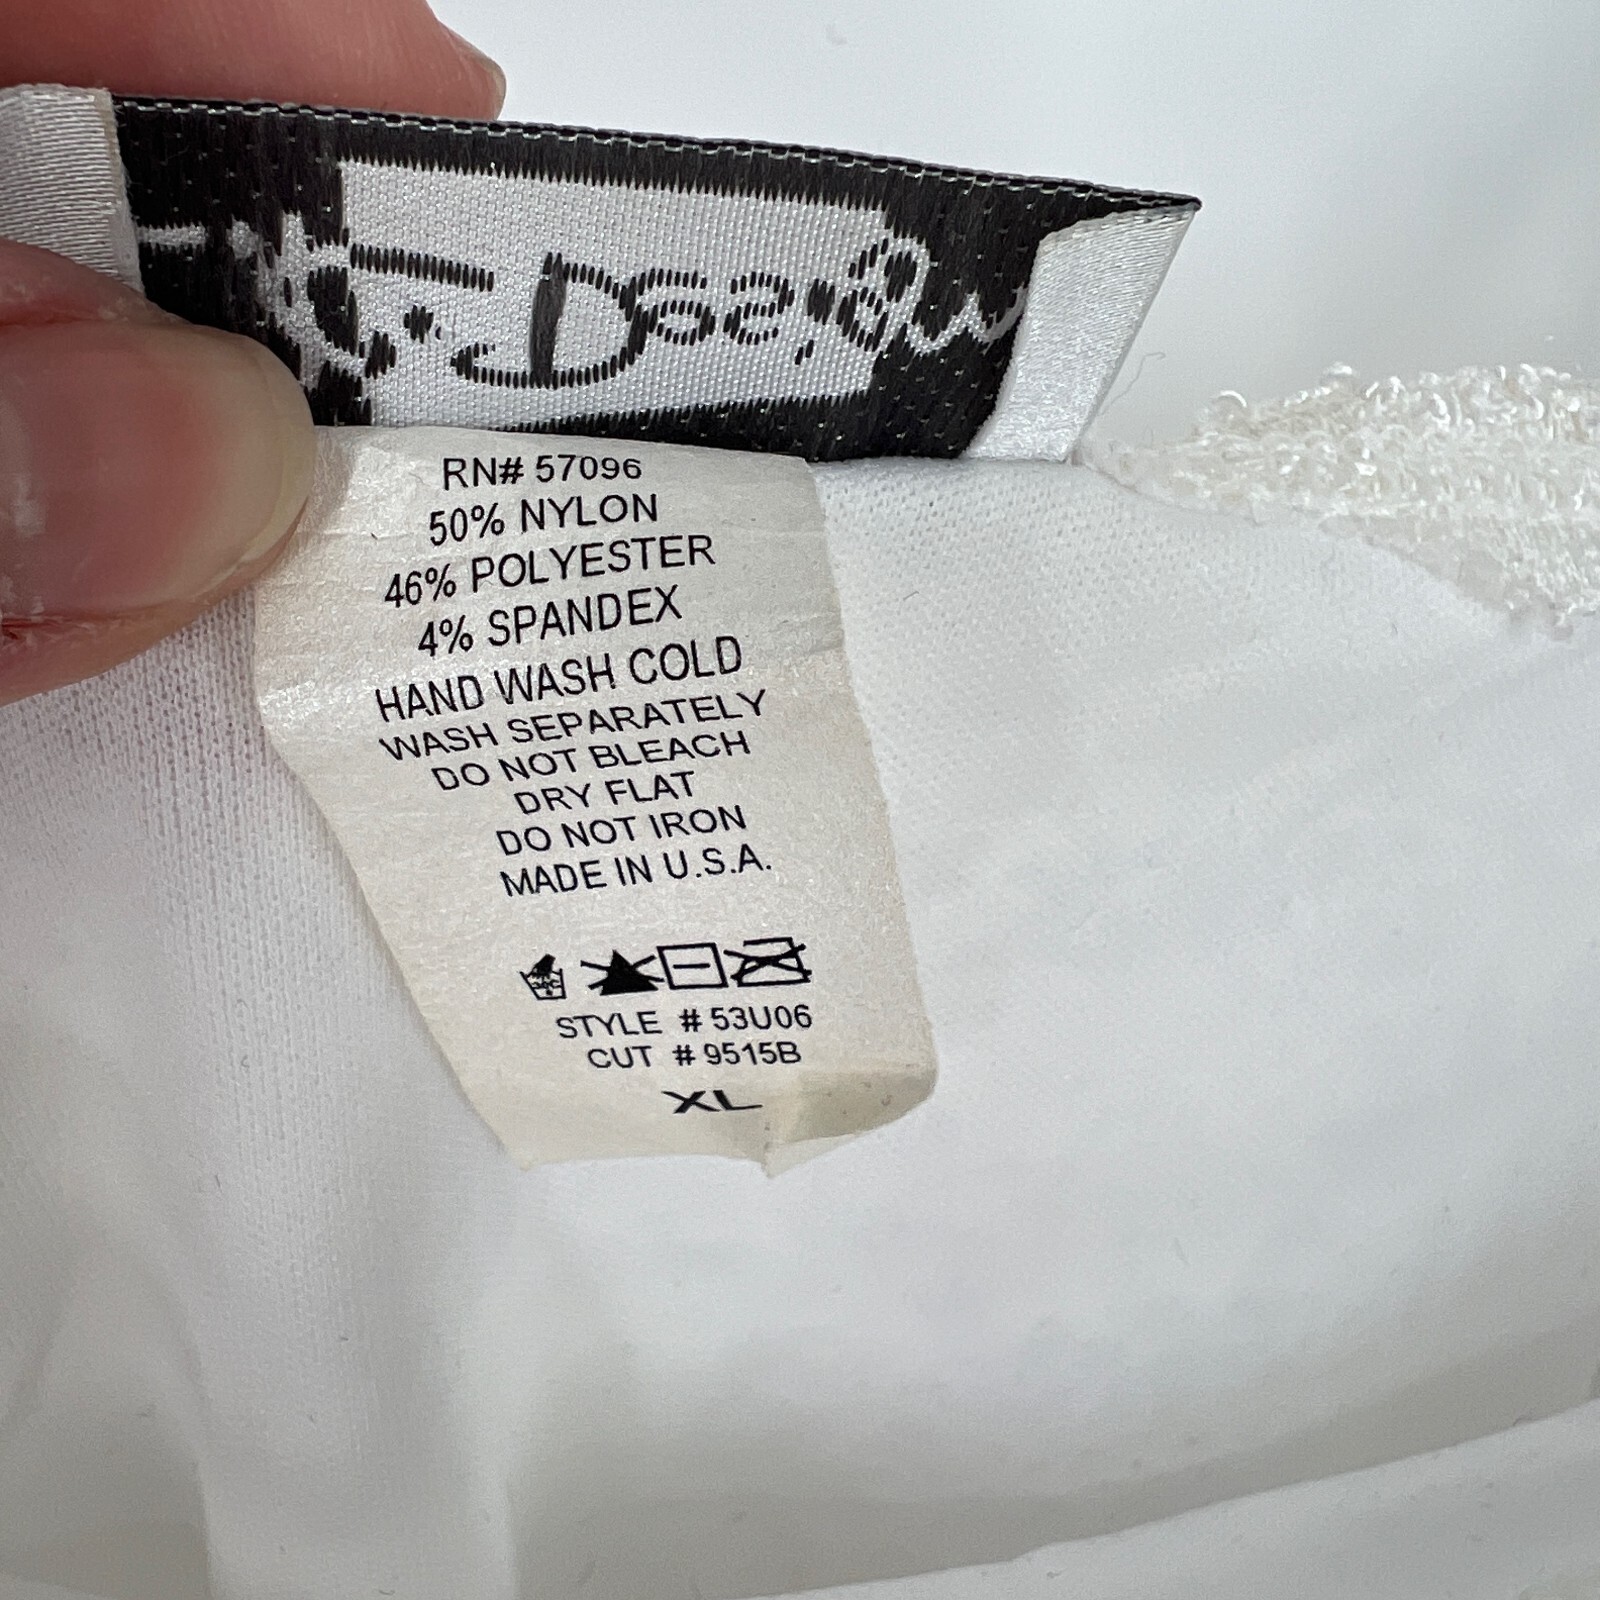 RN# 57096
50% NYLON
46% POLYESTER
4% SPANDEX
HAND WASH COLD
WASH SEPARATELY
DO NOT BLEACH
DRY FLAT
DO NOT IRON
MADE IN U.S.A.
STYLE # 53U06
CUT # 9515B
XL